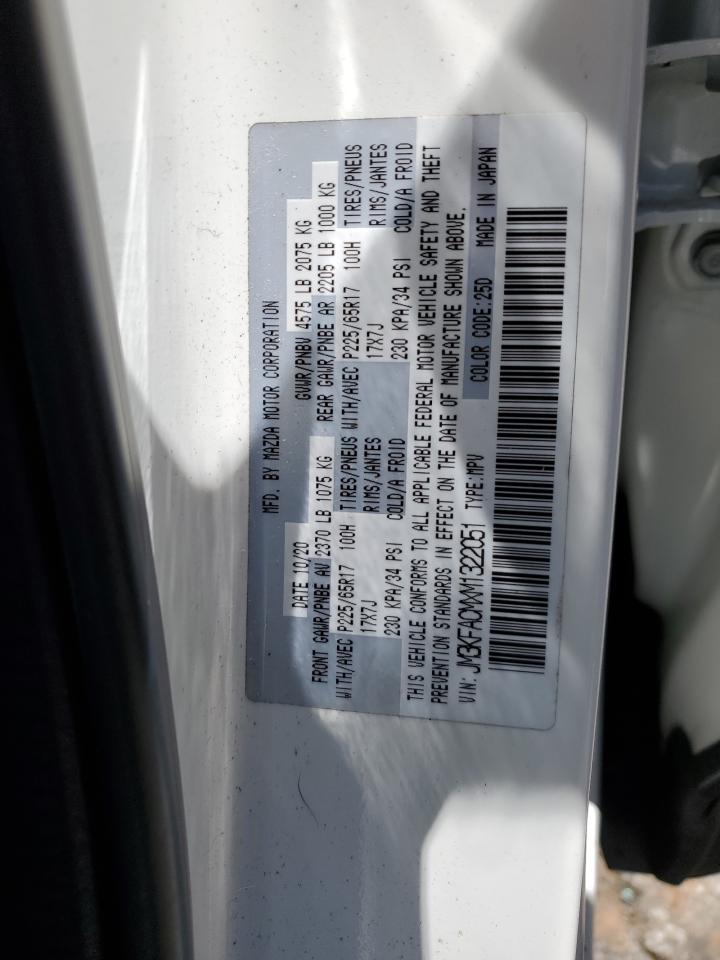 MFD. BY MAZDA MOTOR CORPORATION
DATE 10/20 GVWR/PNBV 4575 LB 2075 KG
FRONT GAWR/PNBE AV 2370 LB 1075 KG REAR GAWR/PNBE AR 2205 LB 1000 KG
WITH/AVEC P225/65R17 100H TIRES/PNEUS WITH/AVEC P225/65R17 100H TIRES/PNEUS
17X7J RIMS/JANTES 17X7J RIMS/JANTES
230 KPA/34 PSI COLD/A FROID 230 KPA/34 PSI COLD/A FROID
THIS VEHICLE CONFORMS TO ALL APPLICABLE FEDERAL MOTOR VEHICLE SAFETY AND THEFT
PREVENTION STANDARDS IN EFFECT ON THE DATE OF MANUFACTURE SHOWN ABOVE.
VIN: JM3KFACMXM1322051 TYPE:MPV COLOR CODE:25D MADE IN JAPAN